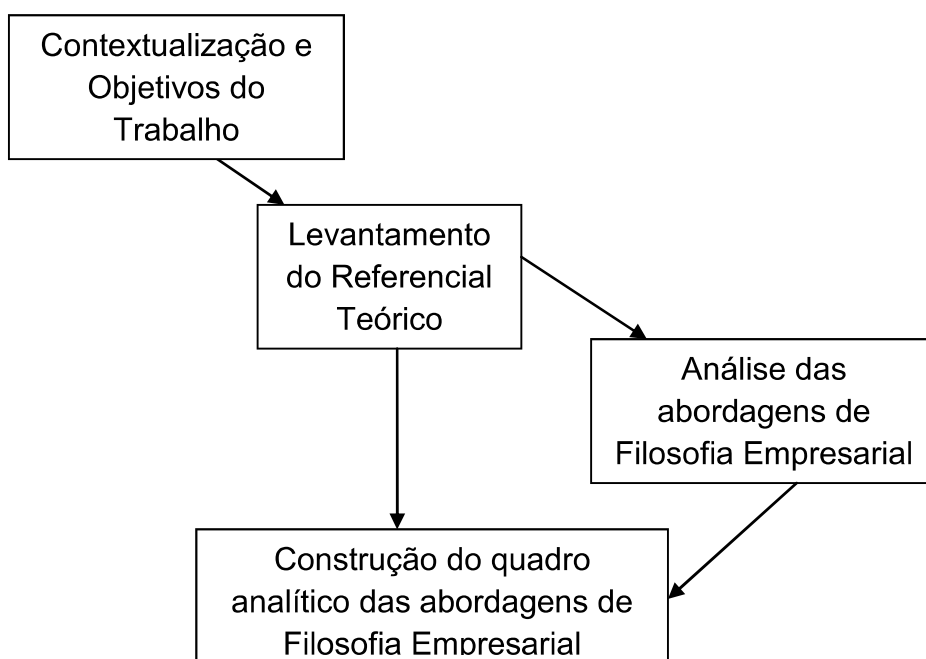 Contextualização e
Objetivos do
Trabalho
Levantamento
do Referencial
Teórico
Análise das
abordagens de
Filosofia Empresarial
Construção do quadro
analítico das abordagens de
Filosofia Empresarial